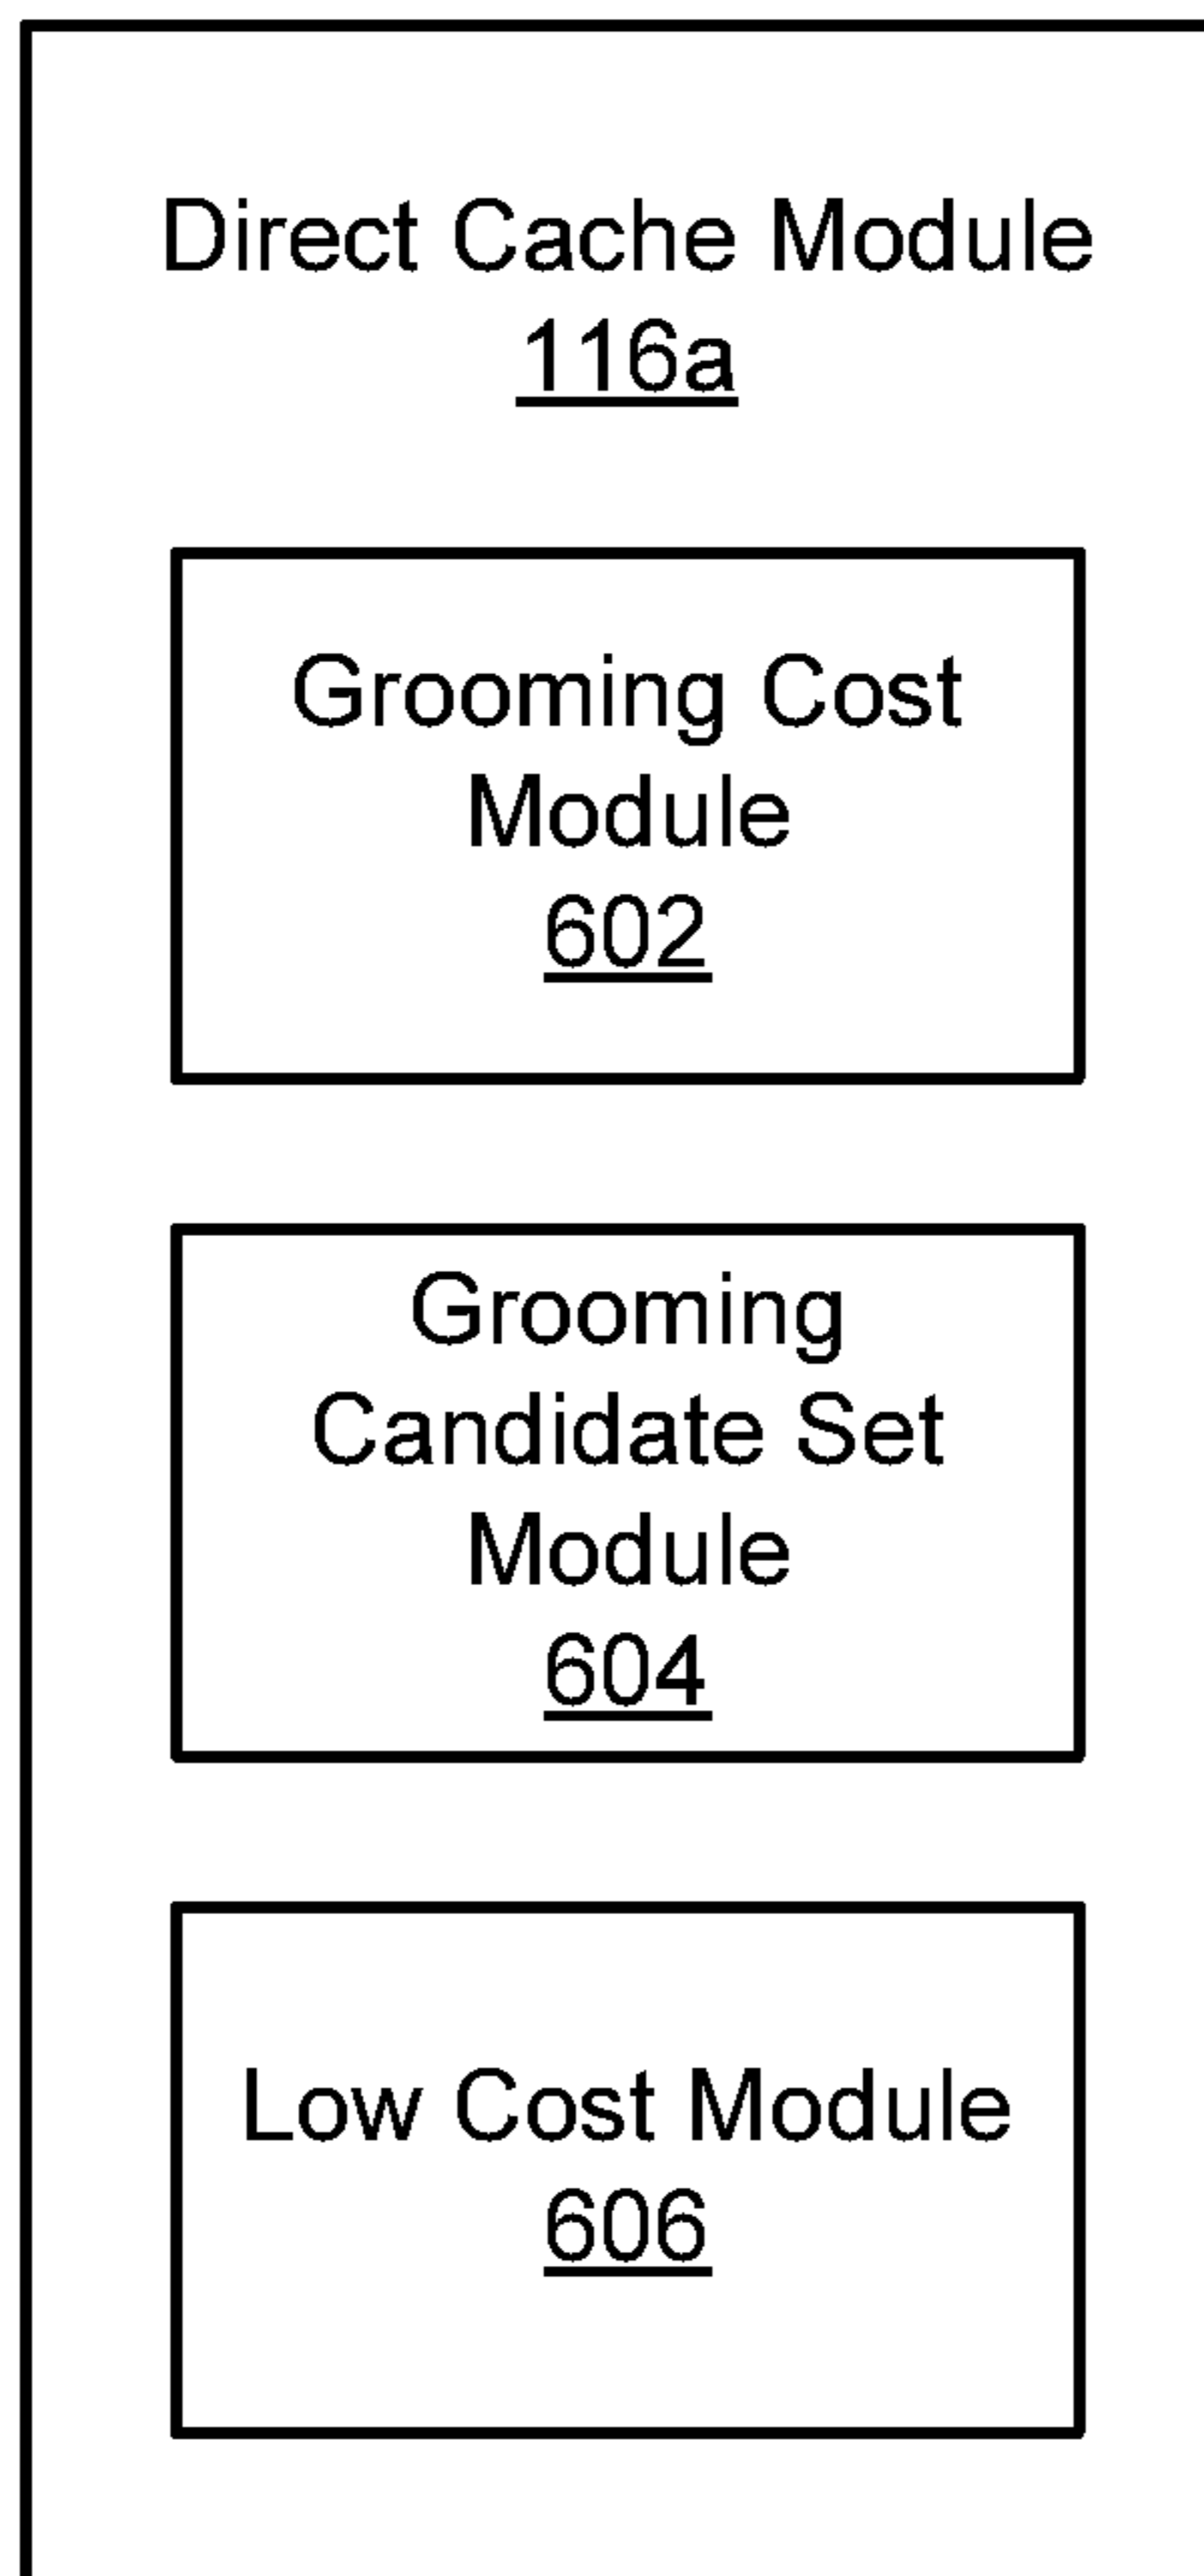 Direct Cache Module
116a
Grooming Cost
Module
602
Grooming
Candidate Set
Module
604
Low Cost Module
606